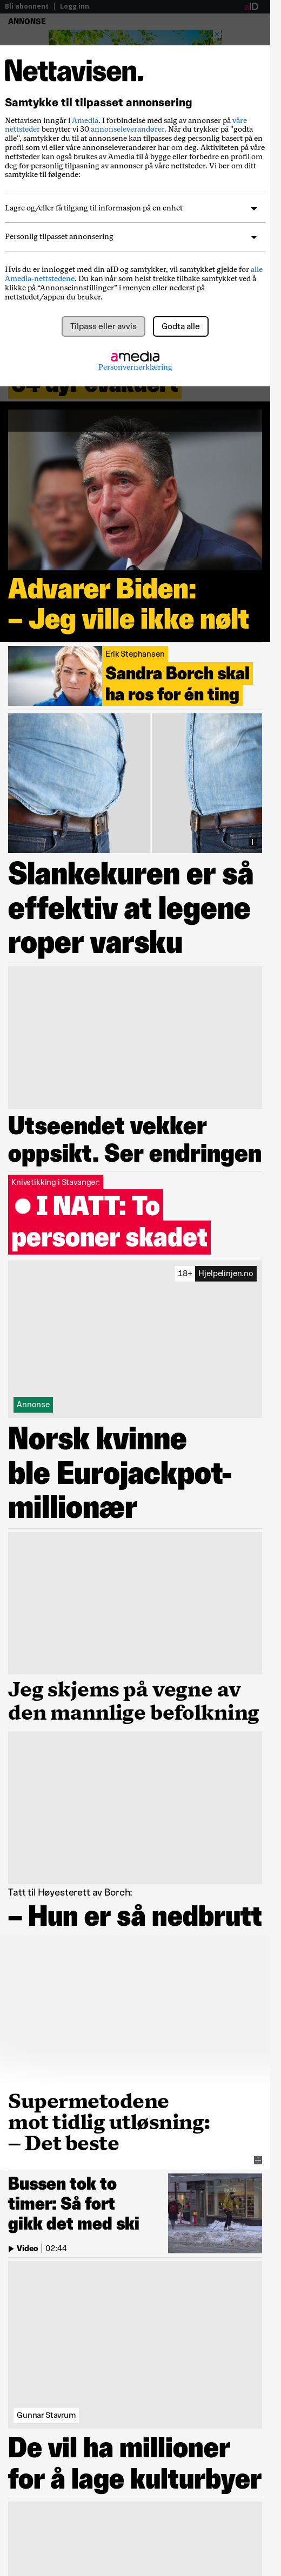 Bli abonnent | Logg inn
aID
ANNONSE
Nettavisen.
Samtykke til tilpasset annonsering
Nettavisen inngår i Amedia. I forbindelse med salg av annonser på våre
nettsteder benytter vi 30 annonseleverandører. Når du trykker på "godta
alle", samtykker du til at annonsene kan tilpasses deg personlig basert på en
profil som vi eller våre annonseleverandører har om deg. Aktivitetene på våre
nettsteder kan også brukes av Amedia til å bygge eller forbedre en profil om
deg for personlig tilpasning av annonser på våre nettsteder. Vi ber om ditt
samtykke til følgende:
Lagre og/eller få tilgang til informasjon på en enhet
Personlig tilpasset annonsering
Hvis du er innlogget med din aID og samtykker, vil samtykket gjelde for alle
Amedia-nettstedene. Du kan når som helst trekke tilbake samtykket ved å
klikke på “Annonseinnstillinger” i menyen eller nederst på
nettstedet/appen du bruker.
Tilpass eller avvis
Godta alle
amedia
Personvernerklæring
64 dyr evakuert
Advarer Biden:
– Jeg ville ikke nølt
Erik Stephansen
Sandra Borch skal
ha ros for én ting
Slankekuren er så
effektiv at legene
roper varsku
Utseendet vekker
oppsikt. Ser endringen
Knivstikking i Stavanger:
● I NATT: To
personer skadet
18+ Hjelpelinjen.no
Annonse
Norsk kvinne
ble Eurojackpot-
millionær
Jeg skjems på vegne av
den mannlige befolkning
Tatt til Høyesterett av Borch:
– Hun er så nedbrutt
Supermetodene
mot tidlig utløsning:
– Det beste
Bussen tok to
timer: Så fort
gikk det med ski
Video | 02:44
Gunnar Stavrum
De vil ha millioner
for å lage kulturbyer